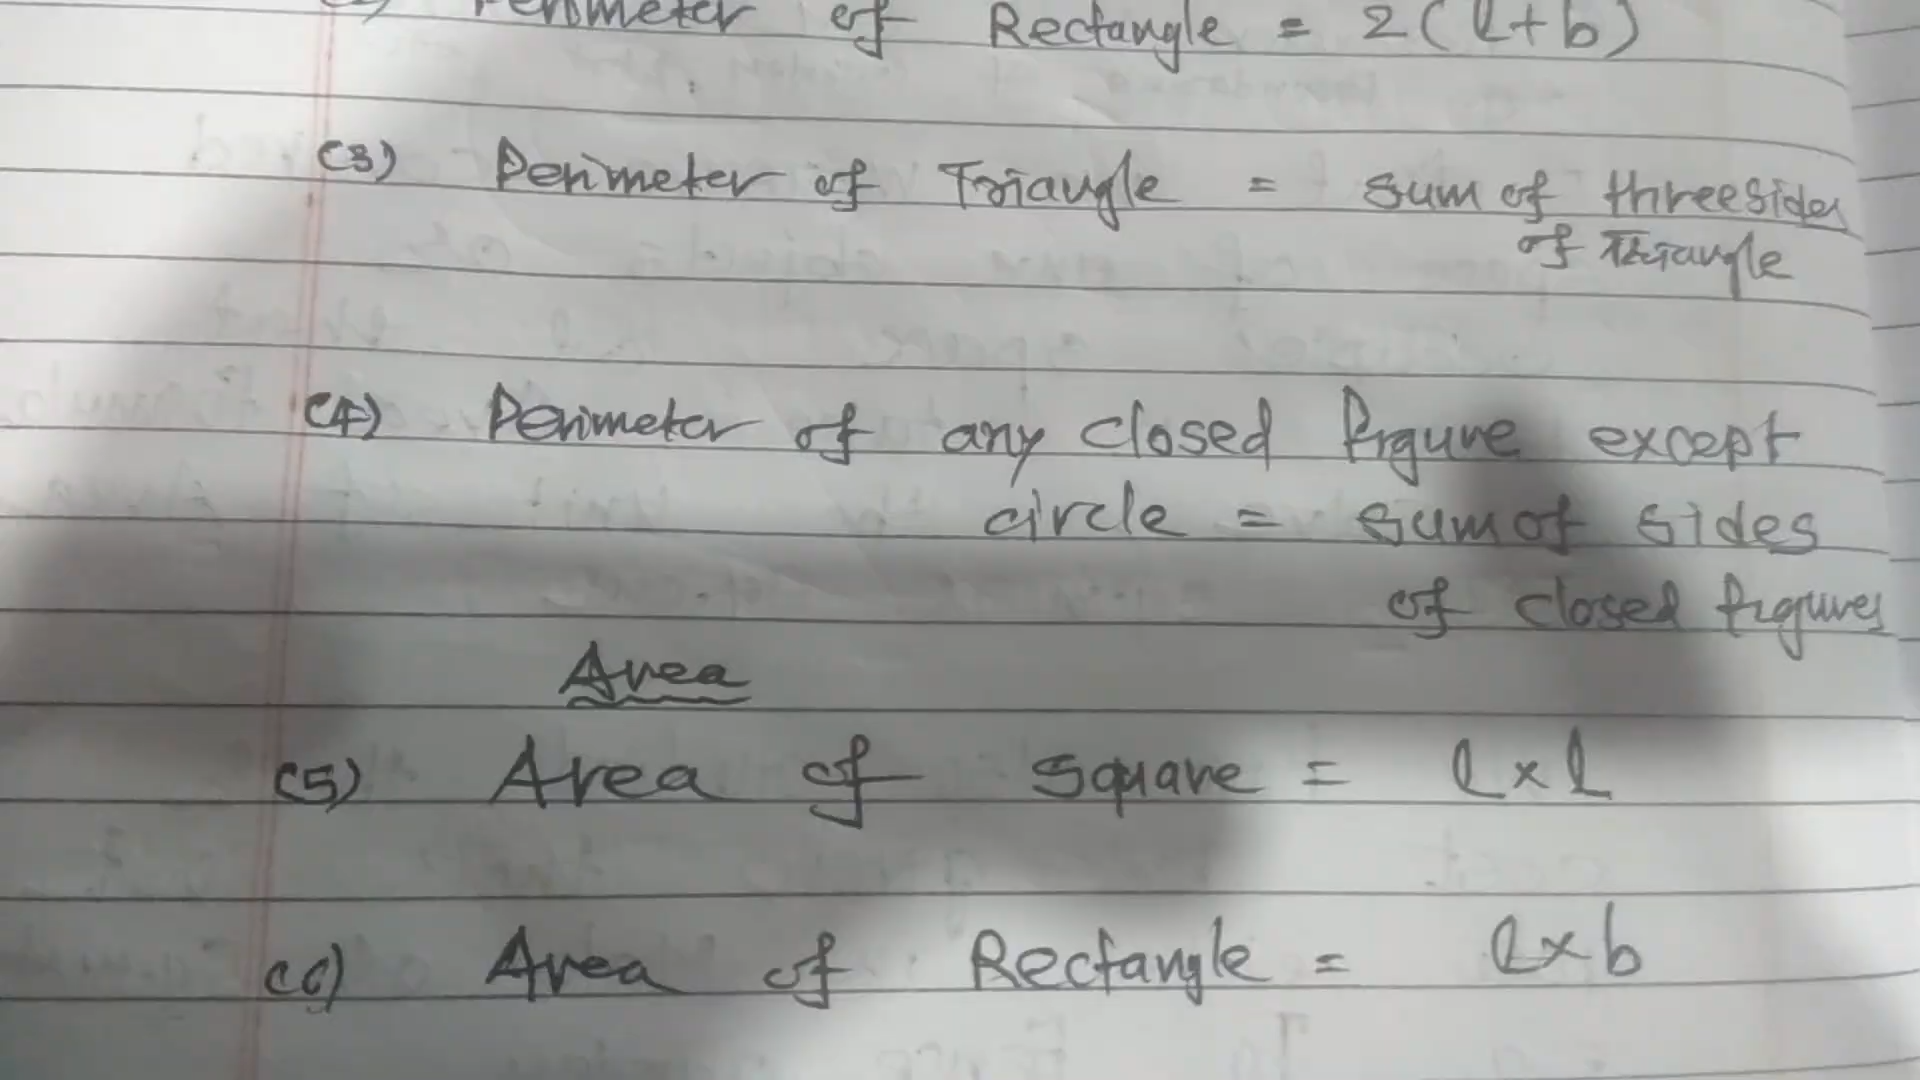 Perimeter of Rectangle = 2(l+b)
(3) Perimeter of Triangle = sum of three sides
of Triangle
(4) Perimeter of any closed figure except
circle = sum of sides
of closed figures
Area
(5) Area of square = l×l
(6) Area of Rectangle = l×b